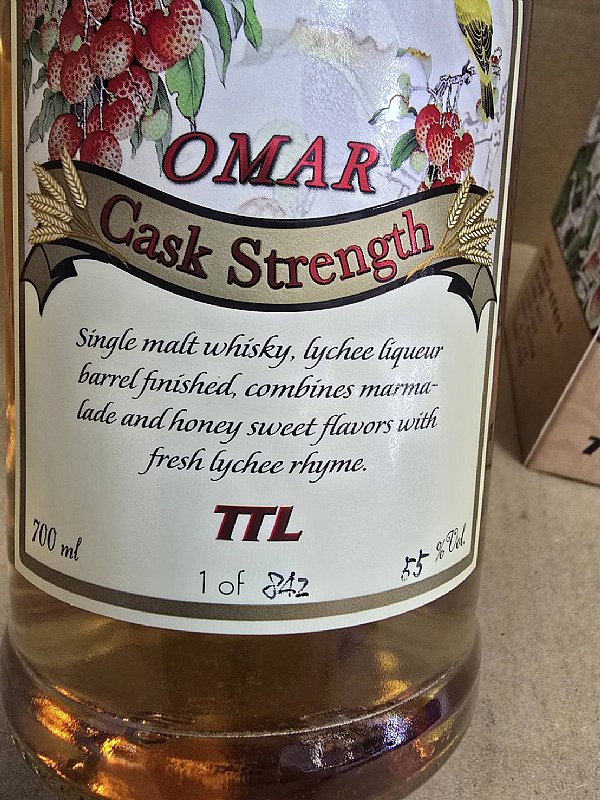 OMAR
Cask Strength
Single malt whisky, lychee liqueur
barrel finished, combines marma-
lade and honey sweet flavors with
fresh lychee rhyme.
TTL
700 ml
1 of 842
55 % Vol.